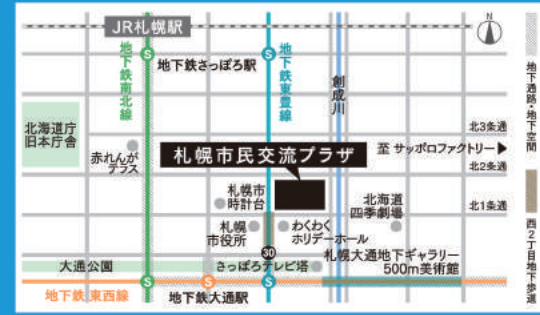 JR札幌駅
N
地下鉄南北線
S
地下鉄さっぽろ駅
S
地下鉄東豊線
創成川
地下通路・地下空間
北海道庁
旧本庁舎
赤れんが
テラス
北3条通
至 サッポロファクトリー▶
札幌市民交流プラザ
北2条通
札幌市
時計台
北海道
四季劇場
北1条通
札幌
市役所
わくわく
ホリデーホール
30
西2丁目地下歩道
札幌大通地下ギャラリー
500m美術館
大通公園
さっぽろテレビ塔
S
S
S
地下鉄東西線
地下鉄大通駅